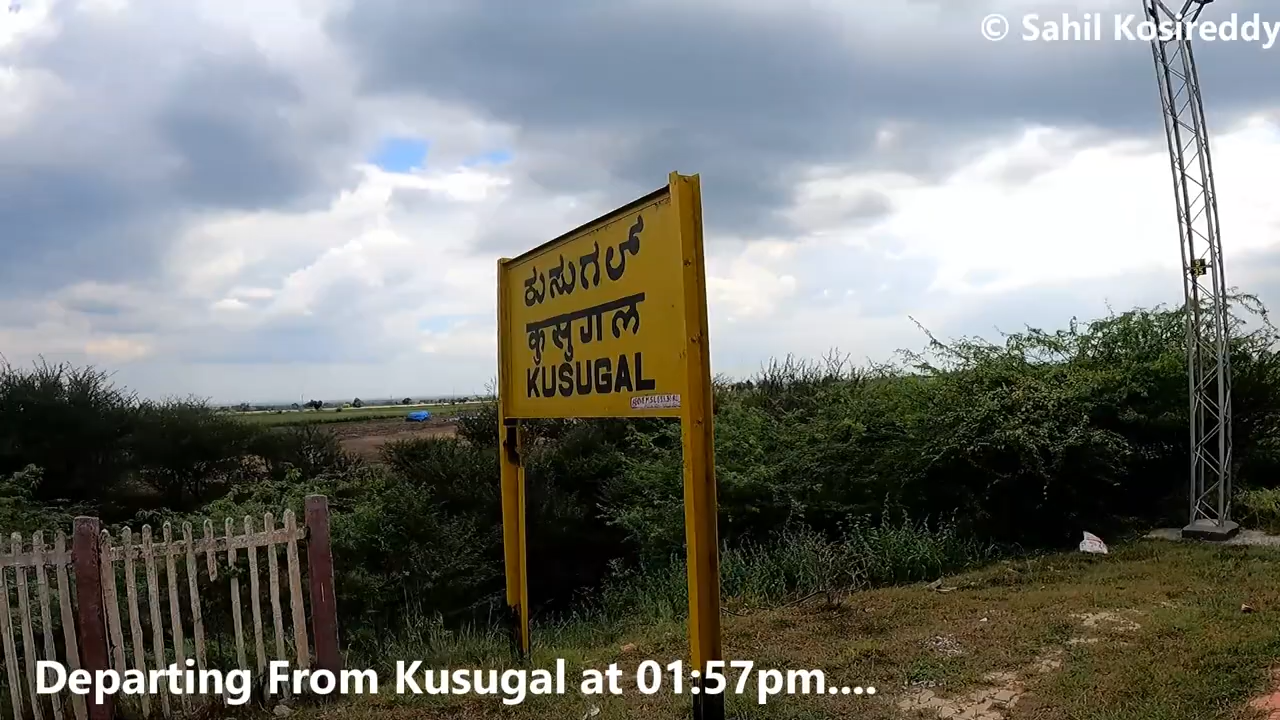 © Sahil Kosireddy
ಕುಸುಗಲ್
कुसुगल
KUSUGAL
Departing From Kusugal at 01:57pm....